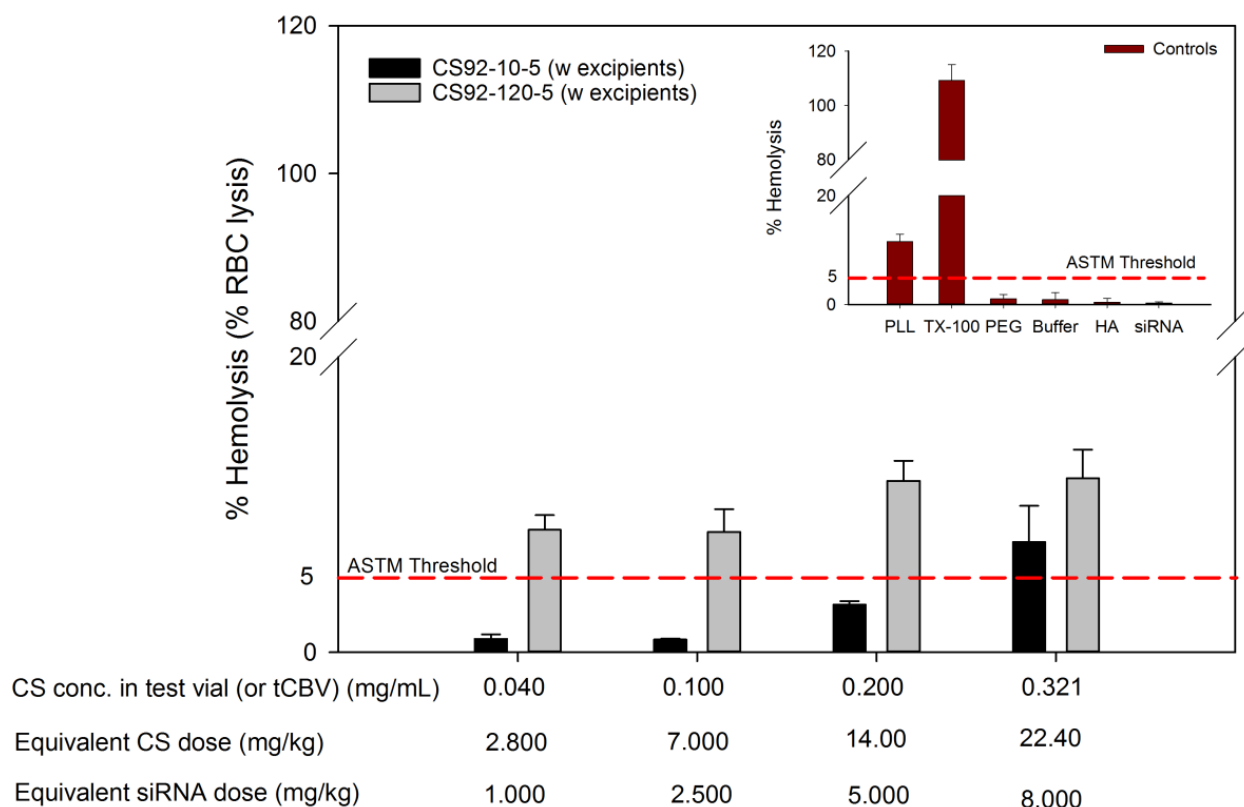 120
100
80
20
5
0
% Hemolysis (% RBC lysis)
CS92-10-5 (w excipients)
CS92-120-5 (w excipients)
ASTM Threshold
120
100
80
20
5
0
% Hemolysis
Controls
ASTM Threshold
PLL TX-100 PEG Buffer HA siRNA
CS conc. in test vial (or tCBV) (mg/mL) 0.040 0.100 0.200 0.321
Equivalent CS dose (mg/kg) 2.800 7.000 14.00 22.40
Equivalent siRNA dose (mg/kg) 1.000 2.500 5.000 8.000